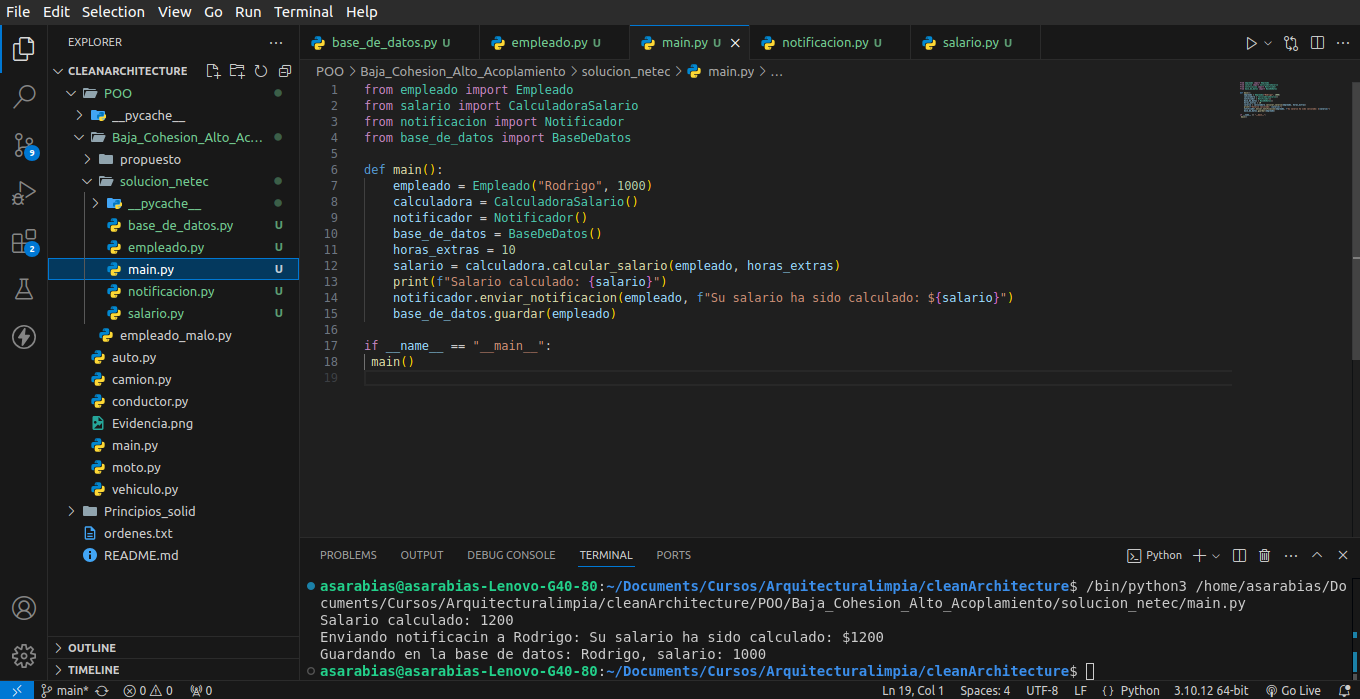 File Edit Selection View Go Run Terminal Help
EXPLORER ...
CLEANARCHITECTURE
POO
__pycache__
Baja_Cohesion_Alto_Ac...
propuesto
solucion_netec
__pycache__
base_de_datos.py U
empleado.py U
main.py U
notificacion.py U
salario.py U
empleado_malo.py
auto.py
camion.py
conductor.py
Evidencia.png
main.py
moto.py
vehiculo.py
Principios_solid
ordenes.txt
README.md
OUTLINE
TIMELINE
9
2
base_de_datos.py U empleado.py U main.py U notificacion.py U salario.py U
POO > Baja_Cohesion_Alto_Acoplamiento > solucion_netec > main.py > ...
1 from empleado import Empleado
2 from salario import CalculadoraSalario
3 from notificacion import Notificador
4 from base_de_datos import BaseDeDatos
5
6 def main():
7 empleado = Empleado("Rodrigo", 1000)
8 calculadora = CalculadoraSalario()
9 notificador = Notificador()
10 base_de_datos = BaseDeDatos()
11 horas_extras = 10
12 salario = calculadora.calcular_salario(empleado, horas_extras)
13 print(f"Salario calculado: {salario}")
14 notificador.enviar_notificacion(empleado, f"Su salario ha sido calculado: ${salario}")
15 base_de_datos.guardar(empleado)
16
17 if __name__ == "__main__":
18 main()
19
PROBLEMS OUTPUT DEBUG CONSOLE TERMINAL PORTS Python
asarabias@asarabias-Lenovo-G40-80:~/Documents/Cursos/Arquitecturalimpia/cleanArchitecture$ /bin/python3 /home/asarabias/Do
cuments/Cursos/Arquitecturalimpia/cleanArchitecture/POO/Baja_Cohesion_Alto_Acoplamiento/solucion_netec/main.py
Salario calculado: 1200
Enviando notificacin a Rodrigo: Su salario ha sido calculado: $1200
Guardando en la base de datos: Rodrigo, salario: 1000
asarabias@asarabias-Lenovo-G40-80:~/Documents/Cursos/Arquitecturalimpia/cleanArchitecture$
main* 0 0 0 Ln 19, Col 1 Spaces: 4 UTF-8 LF {} Python 3.10.12 64-bit Go Live